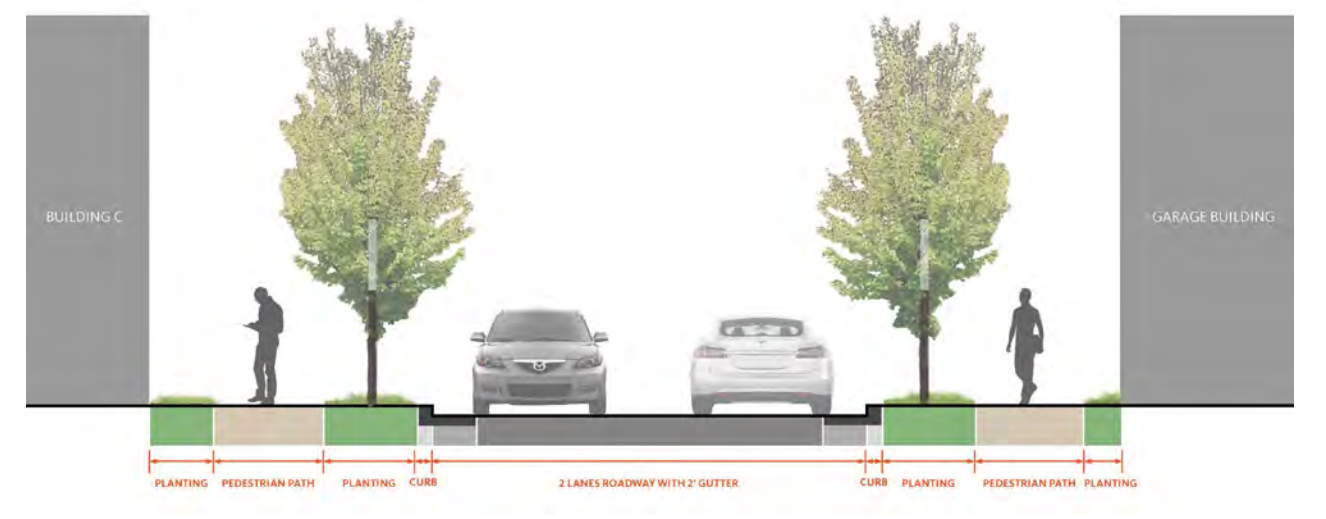 BUILDING C
GARAGE BUILDING
PLANTING
PEDESTRIAN PATH
PLANTING
CURB
2 LANES ROADWAY WITH 2' GUTTER
CURB
PLANTING
PEDESTRIAN PATH
PLANTING